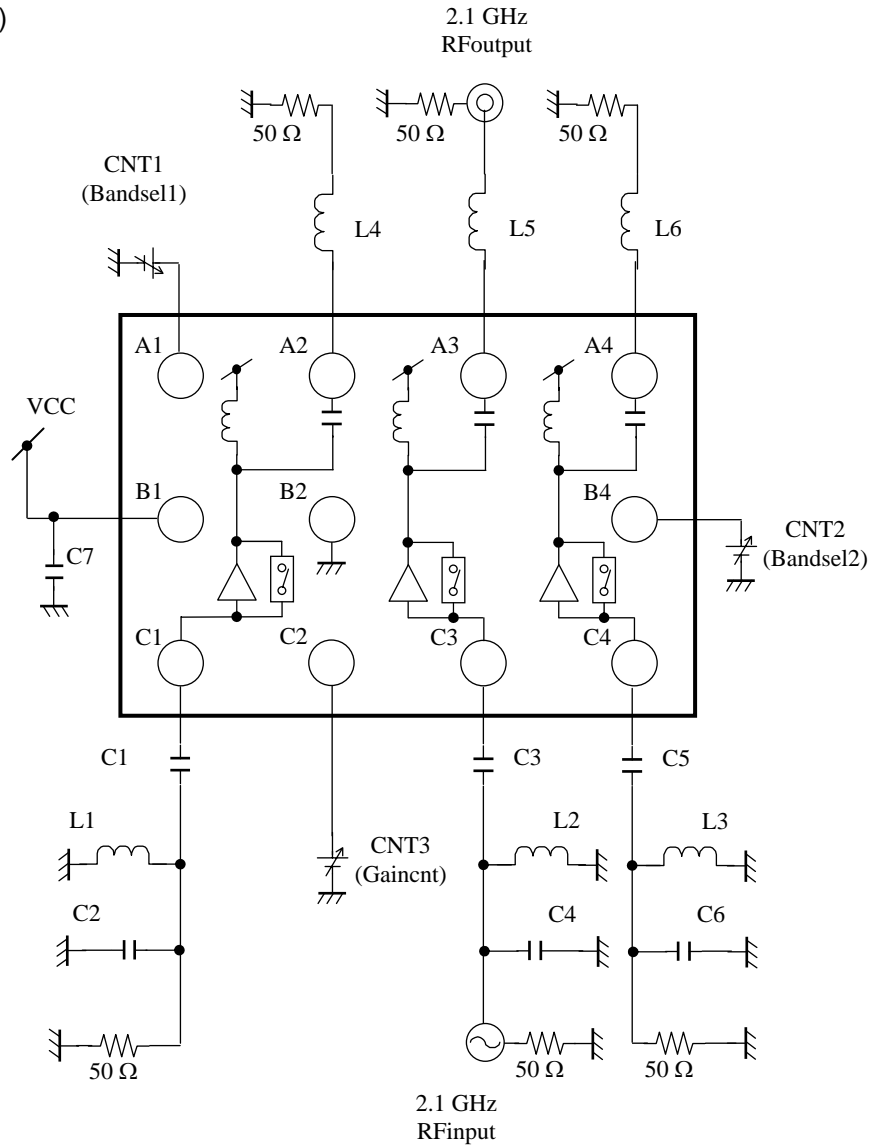 )
2.1 GHz
RFoutput
50 Ω
50 Ω
50 Ω
CNT1
(Bandsel1)
L4
L5
L6
A1
A2
A3
A4
VCC
B1
B2
B4
C7
CNT2
(Bandsel2)
C1
C2
C3
C4
C1
C3
C5
L1
L2
L3
CNT3
(Gaincnt)
C2
C4
C6
50 Ω
50 Ω
50 Ω
2.1 GHz
RFinput